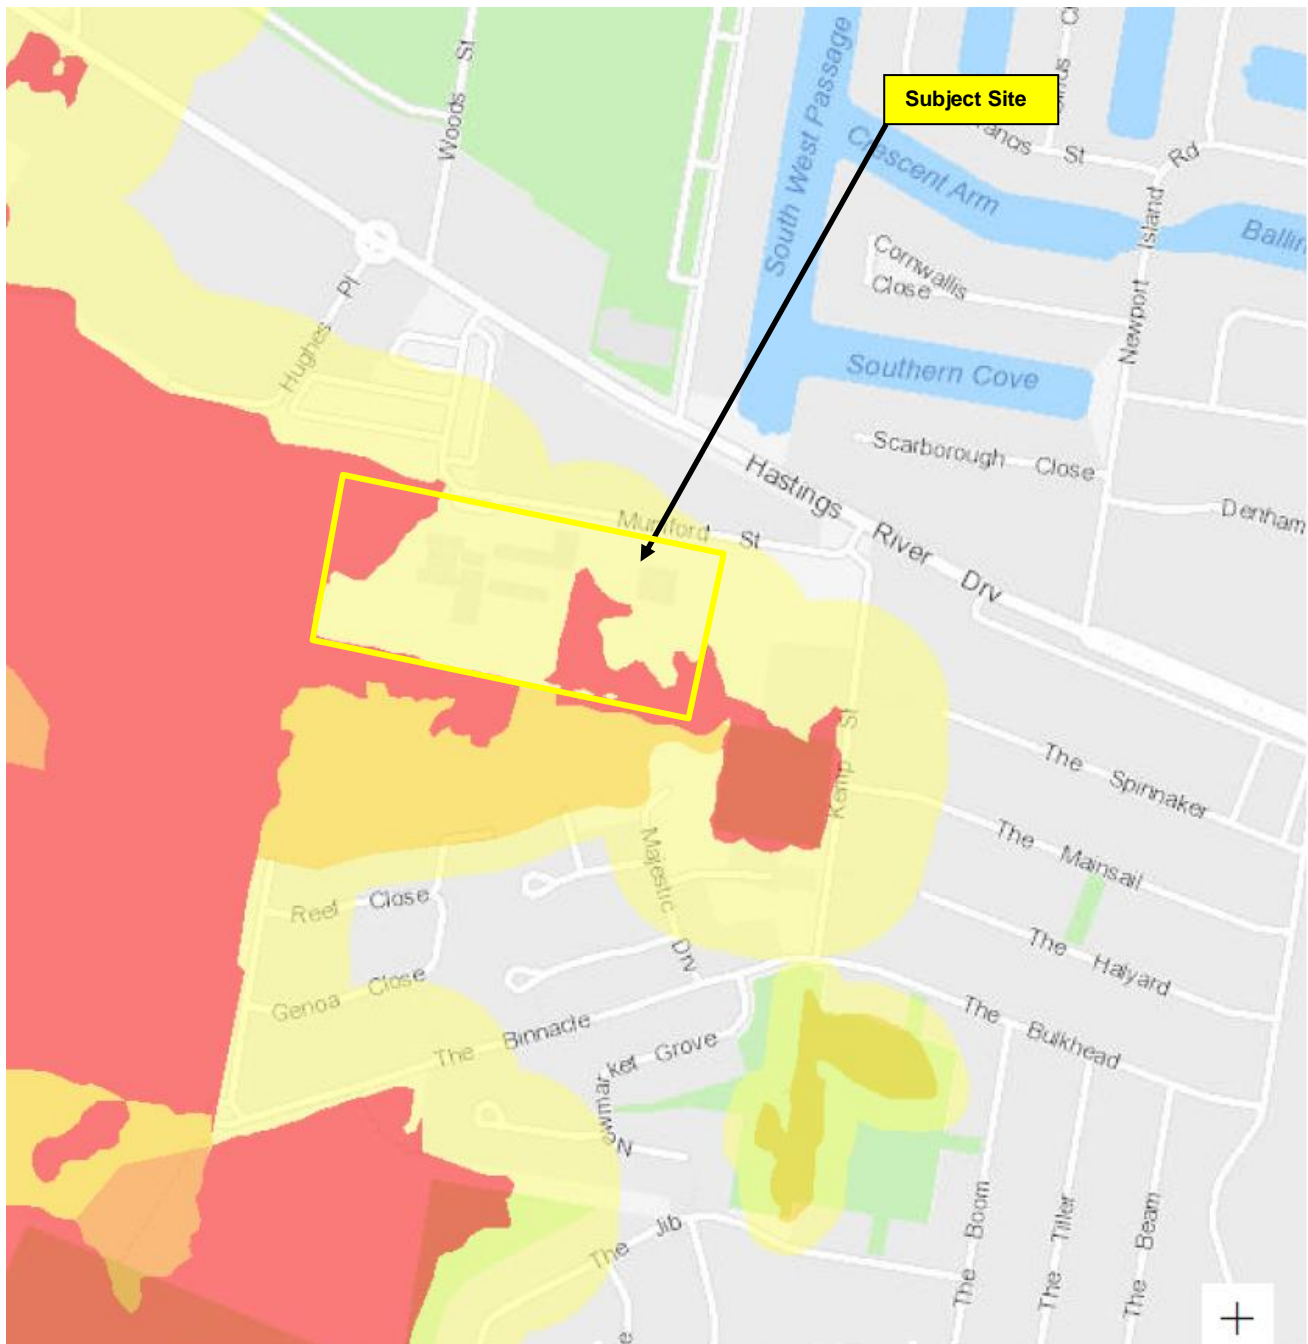 Subject Site
Woods St
South West Passage
St
Rd
Crescent Arm
Newport Island
Cornwallis
Close
Hughes Pl
Southern Cove
Scarborough Close
Hastings River Drv
Denham
St
Kemp St
The Spinnaker
The Mainsail
Majestic Drv
Reef Close
The Halyard
Genoa Close
The Binnacle
The Bulkhead
Newmarket Grove
The Boom
The Tiller
The Beam
The Jib
+